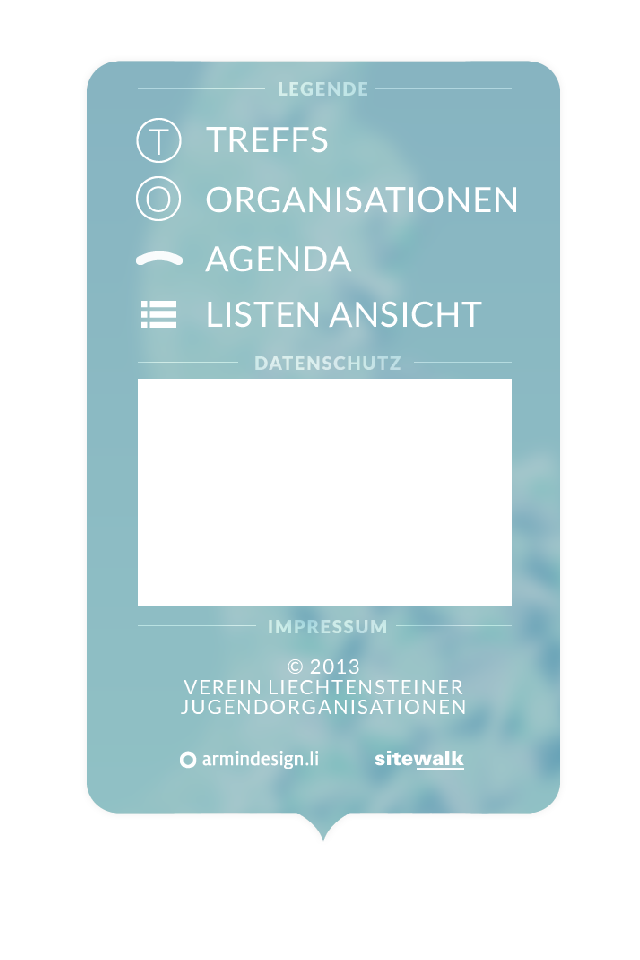 LEGENDE
T TREFFS
O ORGANISATIONEN
AGENDA
LISTEN ANSICHT
DATENSCHUTZ
IMPRESSUM
© 2013
VEREIN LIECHTENSTEINER
JUGENDORGANISATIONEN
armindesign.li sitewalk